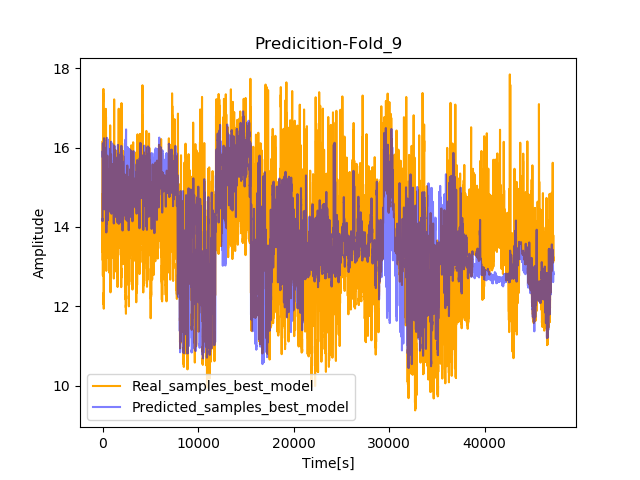 Predicition-Fold_9
18
16
14
12
10
Amplitude
Real_samples_best_model
Predicted_samples_best_model
0
10000
20000
30000
40000
Time[s]